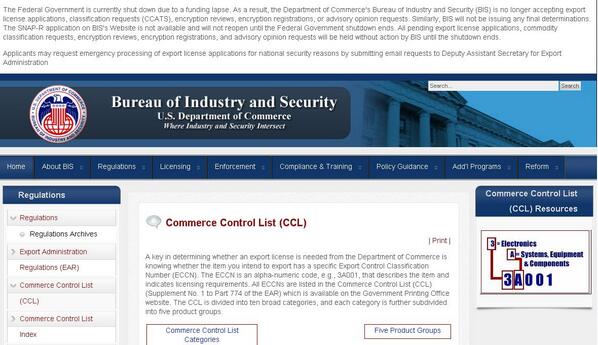 The Federal Government is currently shut down due to a funding lapse. As a result, the Department of Commerce's Bureau of Industry and Security (BIS) is no longer accepting export
license applications, classification requests (CCATS), encryption reviews, encryption registrations, or advisory opinion requests. Similarly, BIS will not be issuing any final determinations.
The SNAP-R application on BIS's Website is not available and will not reopen until the Federal Government shutdown ends. All pending export license applications, commodity
classification requests, encryption reviews, encryption registrations, and advisory opinion requests will be held without action by BIS until the shutdown ends.
Applicants may request emergency processing of export license applications for national security reasons by submitting email requests to Deputy Assistant Secretary for Export
Administration
Search... Search
Bureau of Industry and Security
U.S. Department of Commerce
Where Industry and Security Intersect
Home About BIS Regulations Licensing Enforcement Compliance & Training Policy Guidance Add'l Programs Reform
Regulations
Regulations
Regulations Archives
Export Administration
Regulations (EAR)
Commerce Control List
(CCL)
Commerce Control List
Index
Commerce Control List (CCL)
| Print |
A key in determining whether an export license is needed from the Department of Commerce is
knowing whether the item you intend to export has a specific Export Control Classification
Number (ECCN). The ECCN is an alpha-numeric code, e.g., 3A001, that describes the item and
indicates licensing requirements. All ECCNs are listed in the Commerce Control List (CCL)
(Supplement No. 1 to Part 774 of the EAR) which is available on the Government Printing Office
website. The CCL is divided into ten broad categories, and each category is further subdivided
into five product groups.
Commerce Control List
Categories
Five Product Groups
Commerce Control List
(CCL) Resources
3 = Electronics
A = Systems, Equipment
& Components
3A001